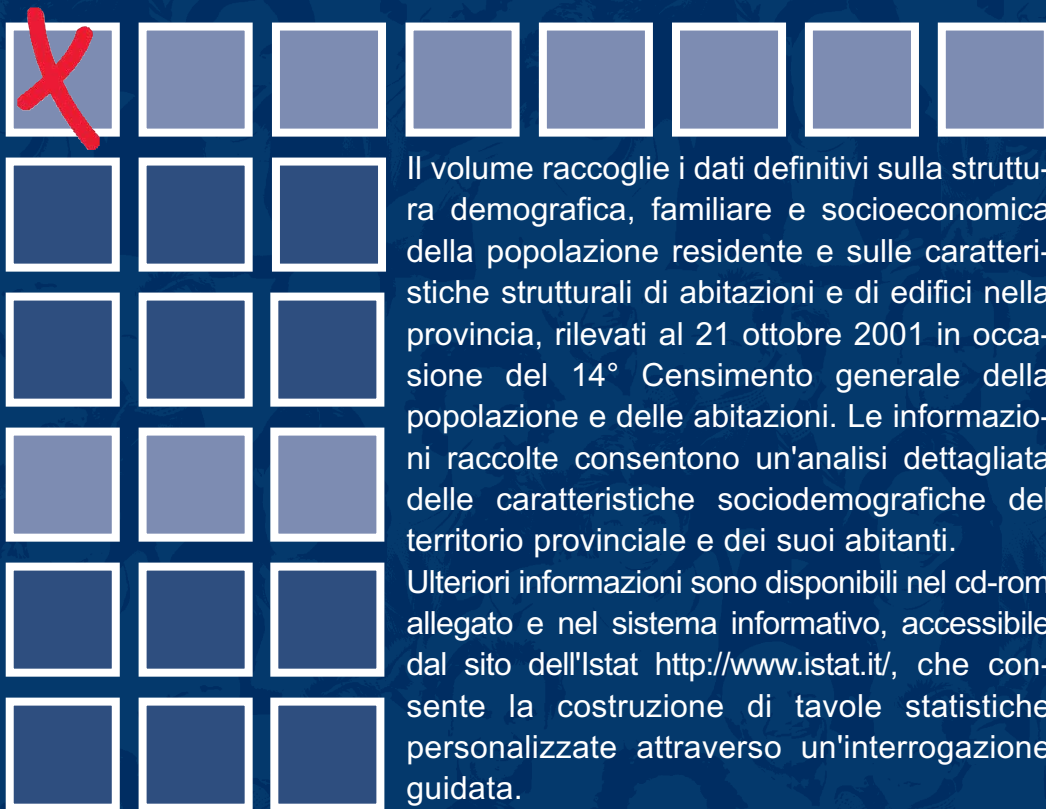 Il volume raccoglie i dati definitivi sulla struttu-
ra demografica, familiare e socioeconomica
della popolazione residente e sulle caratteri-
stiche strutturali di abitazioni e di edifici nella
provincia, rilevati al 21 ottobre 2001 in occa-
sione del 14° Censimento generale della
popolazione e delle abitazioni. Le informazio-
ni raccolte consentono un'analisi dettagliata
delle caratteristiche sociodemografiche del
territorio provinciale e dei suoi abitanti.
Ulteriori informazioni sono disponibili nel cd-rom
allegato e nel sistema informativo, accessibile
dal sito dell'Istat http://www.istat.it/, che con-
sente la costruzione di tavole statistiche
personalizzate attraverso un'interrogazione
guidata.